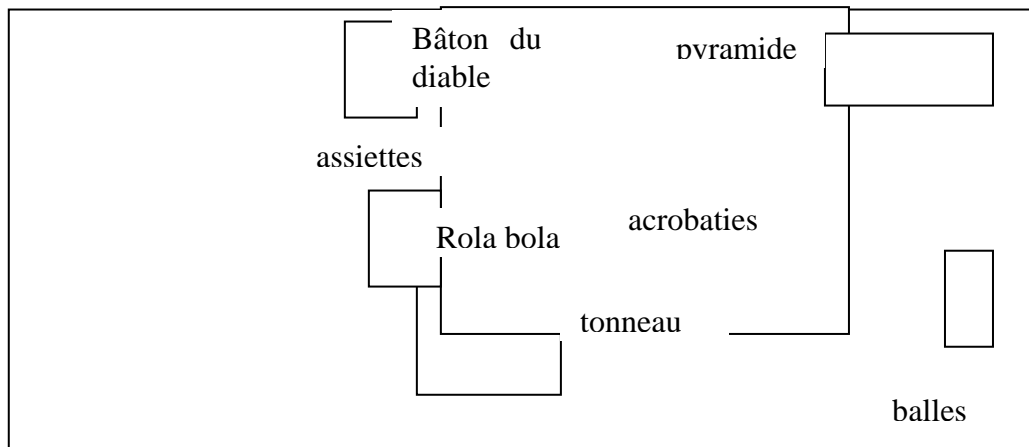 Bâton du
diable
pyramide
assiettes
acrobaties
Rola bola
tonneau
balles